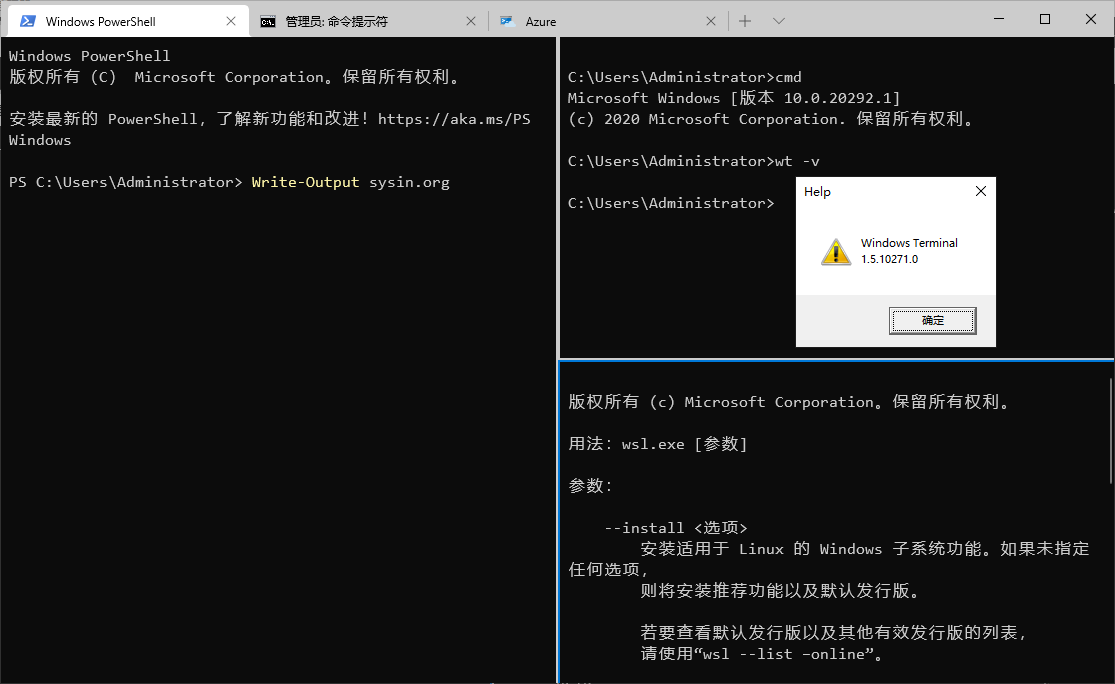 Windows PowerShell
管理员: 命令提示符
Azure
Windows PowerShell
版权所有 (C)  Microsoft Corporation。保留所有权利。
安装最新的 PowerShell，了解新功能和改进！https://aka.ms/PS
Windows
PS C:\Users\Administrator> Write-Output sysin.org
C:\Users\Administrator>cmd
Microsoft Windows [版本 10.0.20292.1]
(c) 2020 Microsoft Corporation. 保留所有权利。
C:\Users\Administrator>wt -v
C:\Users\Administrator>
Help
Windows Terminal
1.5.10271.0
确定
版权所有 (c) Microsoft Corporation。保留所有权利。
用法: wsl.exe [参数]
参数:
--install <选项>
安装适用于 Linux 的 Windows 子系统功能。如果未指定
任何选项，
则将安装推荐功能以及默认发行版。
若要查看默认发行版以及其他有效发行版的列表，
请使用“wsl --list –online”。